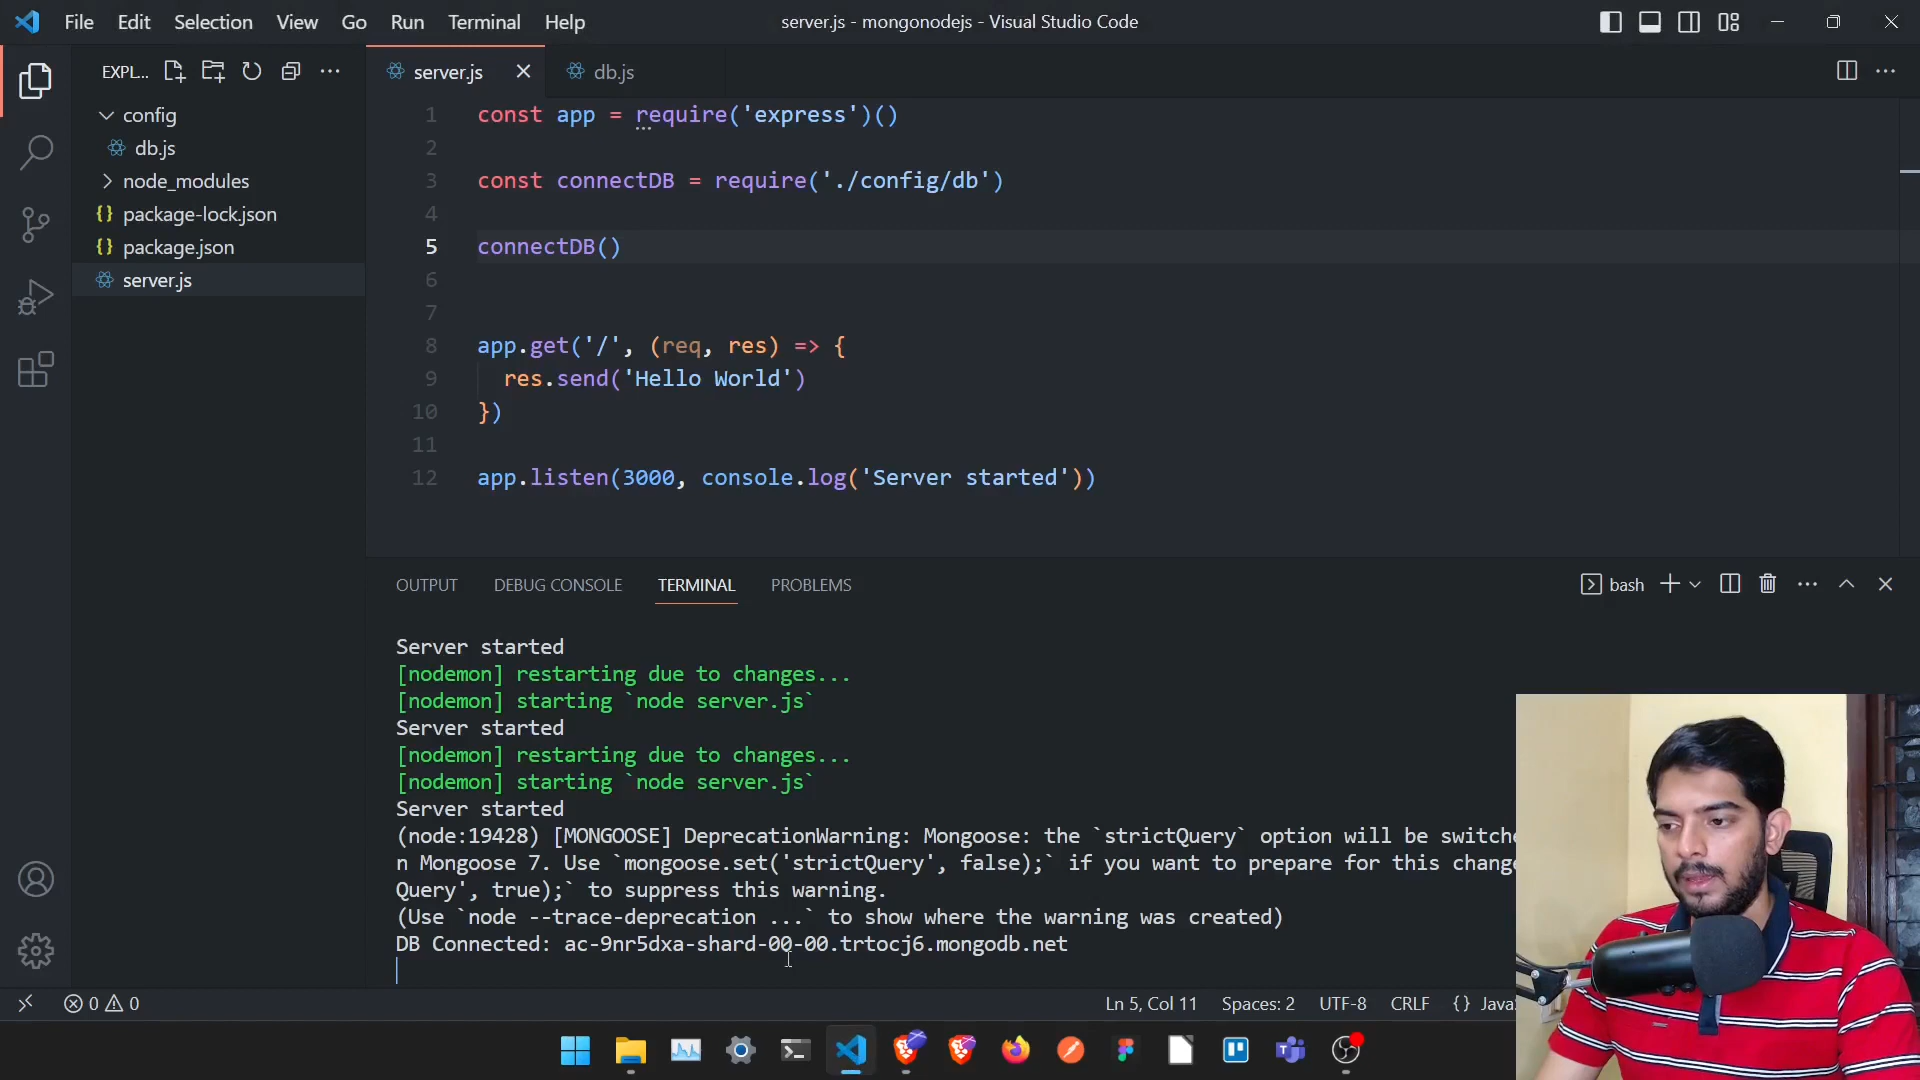 File Edit Selection View Go Run Terminal Help
server.js - mongonodejs - Visual Studio Code
EXPL...
config
db.js
node_modules
package-lock.json
package.json
server.js
server.js
db.js
1 const app = require('express')()
2
3 const connectDB = require('./config/db')
4
5 connectDB()
6
7
8 app.get('/', (req, res) => {
9 res.send('Hello World')
10 })
11
12 app.listen(3000, console.log('Server started'))
OUTPUT DEBUG CONSOLE TERMINAL PROBLEMS
bash
Server started
[nodemon] restarting due to changes...
[nodemon] starting `node server.js`
Server started
[nodemon] restarting due to changes...
[nodemon] starting `node server.js`
Server started
(node:19428) [MONGOOSE] DeprecationWarning: Mongoose: the `strictQuery` option will be switche
n Mongoose 7. Use `mongoose.set('strictQuery', false);` if you want to prepare for this change
Query', true);` to suppress this warning.
(Use `node --trace-deprecation ...` to show where the warning was created)
DB Connected: ac-9nr5dxa-shard-00-00.trtocj6.mongodb.net
0 0
Ln 5, Col 11 Spaces: 2 UTF-8 CRLF {} Java